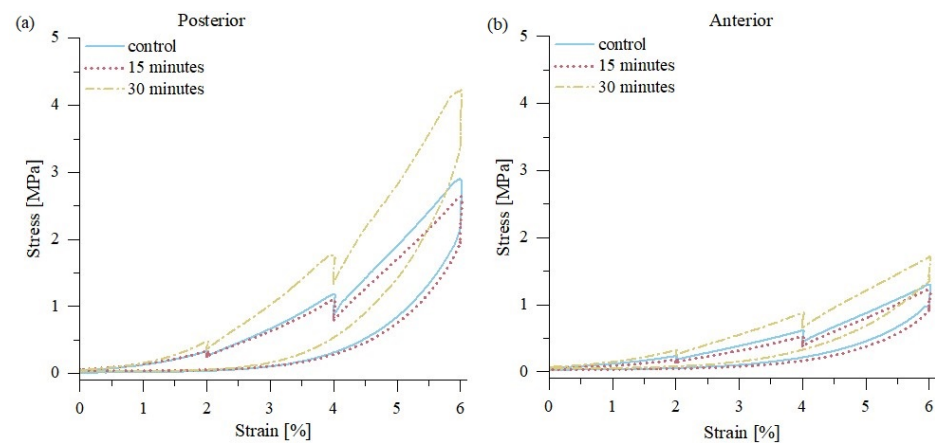 (a) Posterior
control
15 minutes
30 minutes
Stress [MPa]
5
4
3
2
1
0
0 1 2 3 4 5 6
Strain [%]
(b) Anterior
control
15 minutes
30 minutes
Stress [MPa]
5
4
3
2
1
0
0 1 2 3 4 5 6
Strain [%]